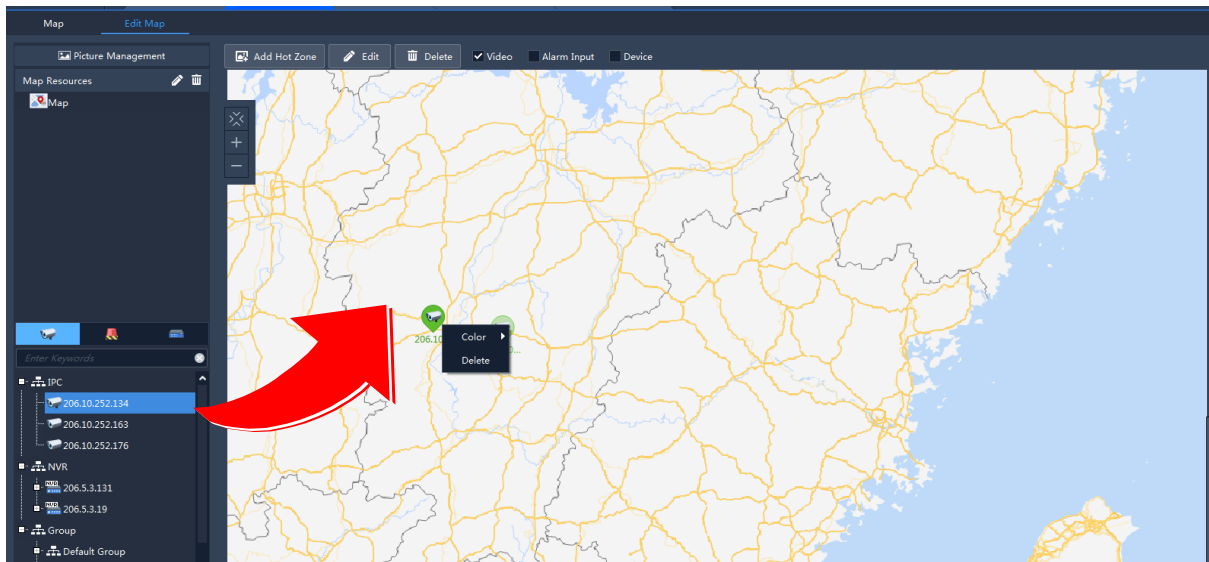 Map Edit Map
Picture Management
Add Hot Zone Edit Delete Video Alarm Input Device
Map Resources
Map
Color
Delete
206.10
Enter Keywords
IPC
206.10.252.134
206.10.252.163
206.10.252.176
NVR
206.5.3.131
206.5.3.19
Group
Default Group